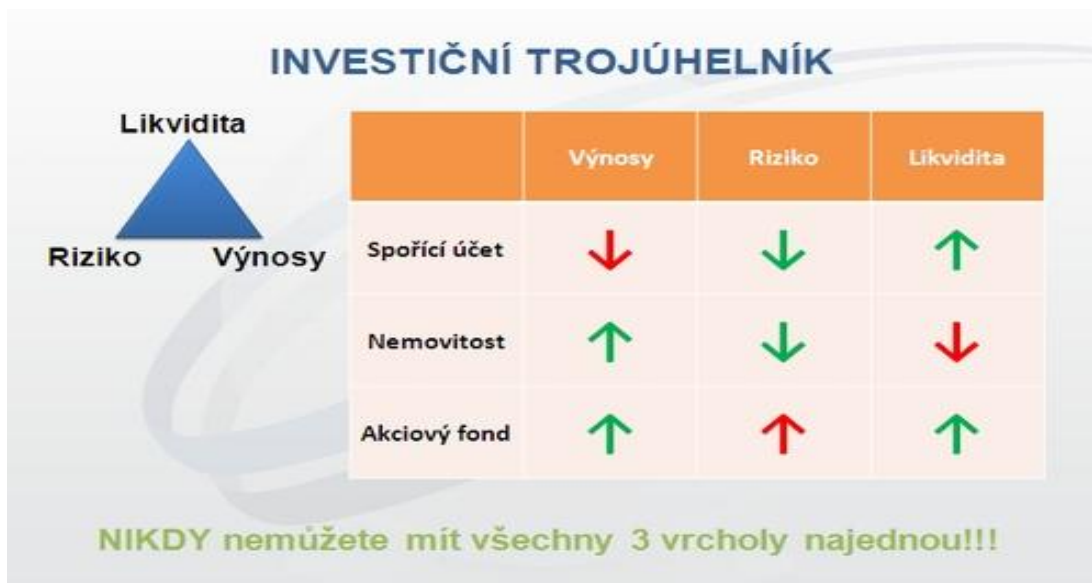 INVESTIČNÍ TROJÚHELNÍK
Likvidita
Riziko Výnosy
Výnosy Riziko Likvidita
Spořící účet ↓ ↓ ↑
Nemovitost ↑ ↓ ↓
Akciový fond ↑ ↑ ↑
NIKDY nemůžete mít všechny 3 vrcholy najednou!!!